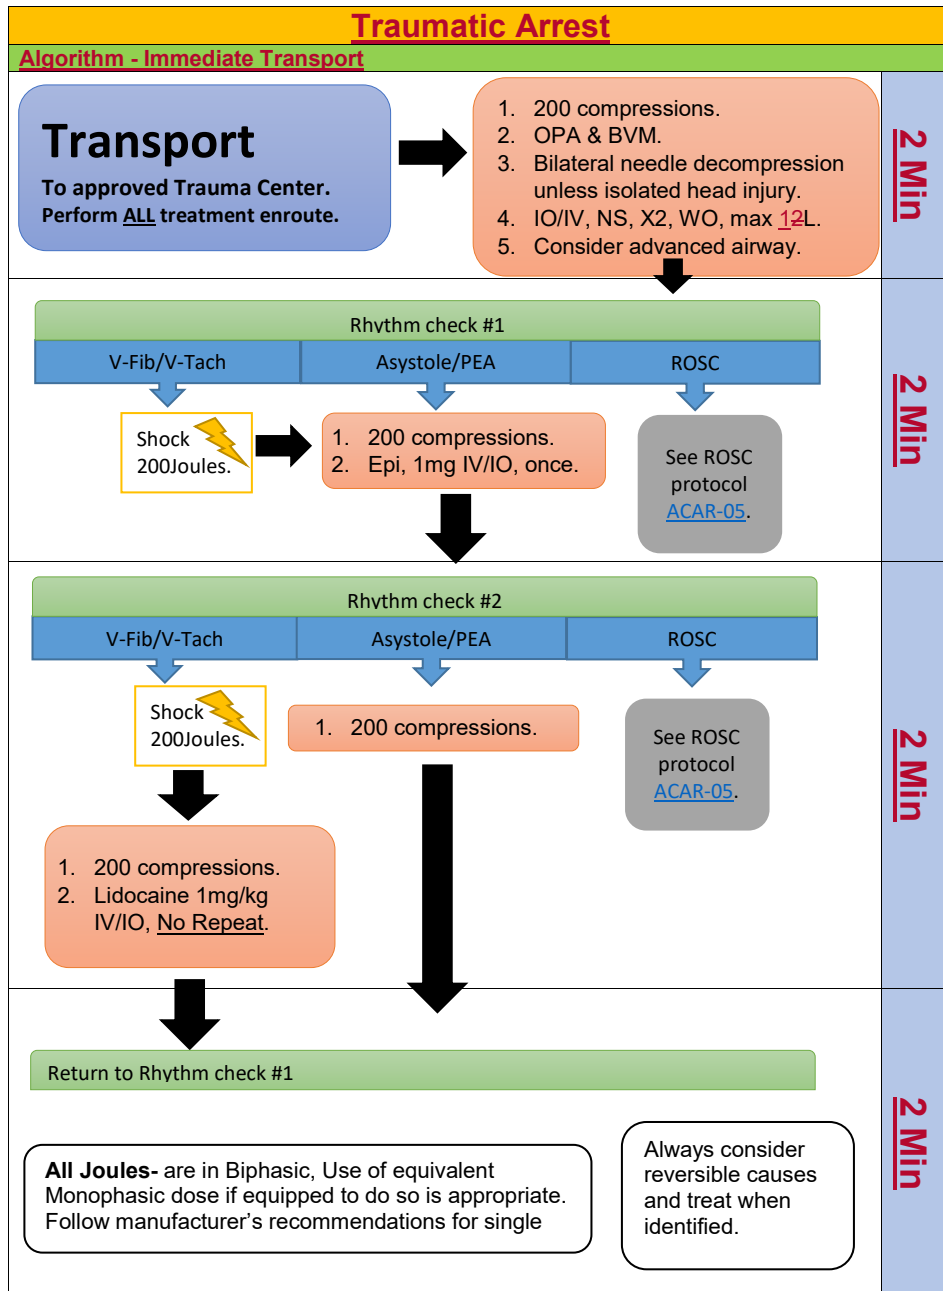 Traumatic Arrest
Algorithm - Immediate Transport
Transport
To approved Trauma Center.
Perform ALL treatment enroute.
1. 200 compressions.
2. OPA & BVM.
3. Bilateral needle decompression
unless isolated head injury.
4. IO/IV, NS, X2, WO, max 12L.
5. Consider advanced airway.
2 Min
Rhythm check #1
V-Fib/V-Tach
Asystole/PEA
ROSC
Shock
200Joules.
1. 200 compressions.
2. Epi, 1mg IV/IO, once.
See ROSC
protocol
ACAR-05.
2 Min
Rhythm check #2
V-Fib/V-Tach
Asystole/PEA
ROSC
Shock
200Joules.
1. 200 compressions.
See ROSC
protocol
ACAR-05.
1. 200 compressions.
2. Lidocaine 1mg/kg
IV/IO, No Repeat.
2 Min
Return to Rhythm check #1
All Joules- are in Biphasic, Use of equivalent
Monophasic dose if equipped to do so is appropriate.
Follow manufacturer's recommendations for single
Always consider
reversible causes
and treat when
identified.
2 Min